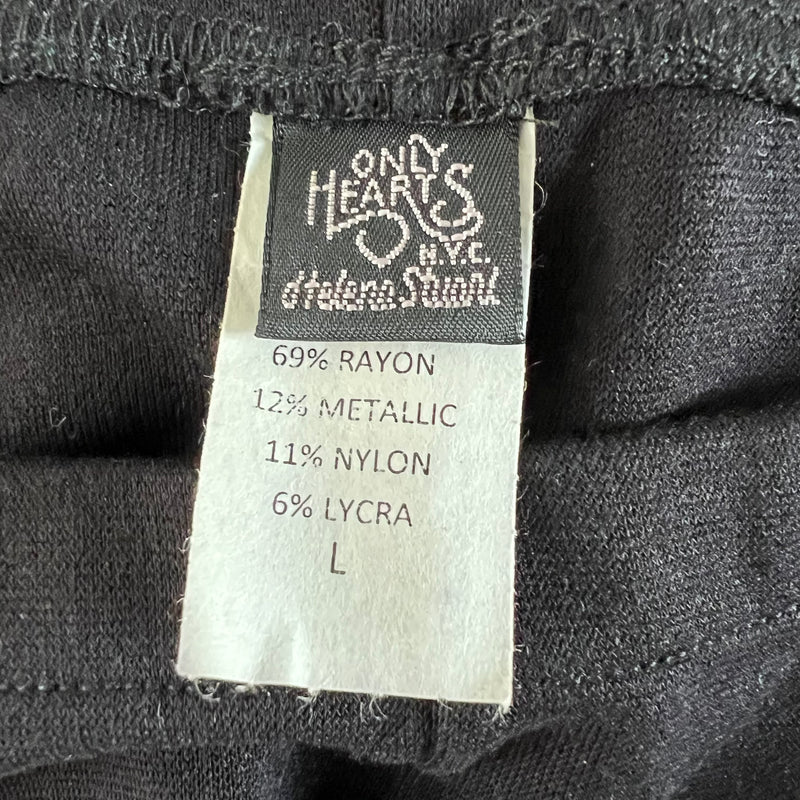 ONLY
HEARTS
N.Y.C.
Helena Stuart
69% RAYON
12% METALLIC
11% NYLON
6% LYCRA
L